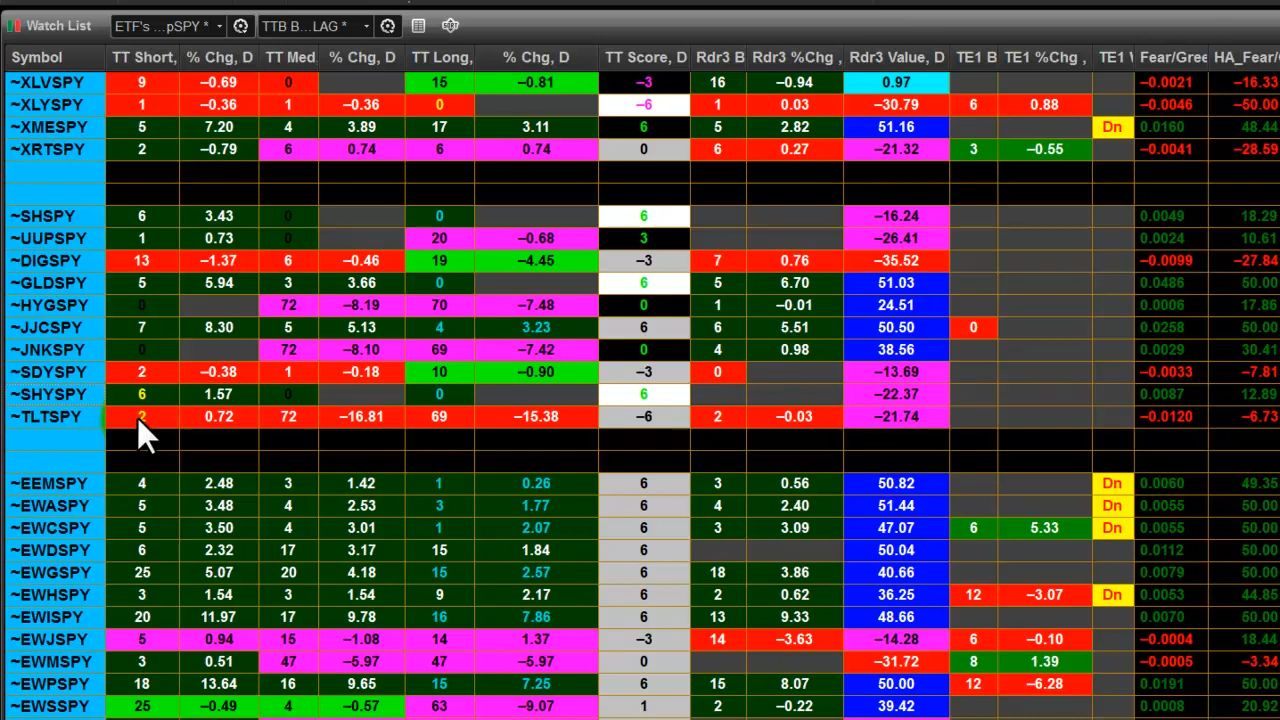 Watch List ETF's ...pSPY * TTB B...LAG *
Symbol TT Short, % Chg, D TT Med % Chg, D TT Long, % Chg, D TT Score, D Rdr3 B Rdr3 %Chg , Rdr3 Value, D TE1 B TE1 %Chg , TE1 Fear/Gree HA_Fear/
~XLVSPY 9 –0.69 0 15 –0.81 –3 16 –0.94 0.97 –0.0021 –16.33
~XLYSPY 1 –0.36 1 –0.36 0 –6 1 0.03 –30.79 6 0.88 –0.0046 –50.00
~XMESPY 5 7.20 4 3.89 17 3.11 6 5 2.82 51.16 Dn 0.0160 48.44
~XRTSPY 2 –0.79 6 0.74 6 0.74 0 6 0.27 –21.32 3 –0.55 –0.0041 –28.59
~SHSPY 6 3.43 0 0 6 –16.24 0.0049 18.29
~UUPSPY 1 0.73 0 20 –0.68 3 –26.41 0.0024 10.61
~DIGSPY 13 –1.37 6 –0.46 19 –4.45 –3 7 0.76 –35.52 –0.0099 –27.84
~GLDSPY 5 5.94 3 3.66 0 6 5 6.70 51.03 0.0486 50.00
~HYGSPY 0 72 –8.19 70 –7.48 0 1 –0.01 24.51 0.0006 17.86
~JJCSPY 7 8.30 5 5.13 4 3.23 6 6 5.51 50.50 0 0.0258 50.00
~JNKSPY 0 72 –8.10 69 –7.42 0 4 0.98 38.56 0.0029 30.41
~SDYSPY 2 –0.38 1 –0.18 10 –0.90 –3 0 –13.69 –0.0033 –7.81
~SHYSPY 6 1.57 0 0 6 –22.37 0.0087 12.89
~TLTSPY 0.72 72 –16.81 69 –15.38 –6 2 –0.03 –21.74 –0.0120 –6.73
~EEMSPY 4 2.48 3 1.42 1 0.26 6 3 0.56 50.82 Dn 0.0060 49.35
~EWASPY 5 3.48 4 2.53 3 1.77 6 4 2.40 51.44 Dn 0.0055 50.00
~EWCSPY 5 3.50 4 3.01 1 2.07 6 3 3.09 47.07 6 5.33 Dn 0.0055 50.00
~EWDSPY 6 2.32 17 3.17 15 1.84 6 50.04 0.0112 50.00
~EWGSPY 25 5.07 20 4.18 15 2.57 6 18 3.86 40.66 0.0079 50.00
~EWHSPY 3 1.54 3 1.54 9 2.17 6 2 0.62 36.25 12 –3.07 Dn 0.0053 44.85
~EWISPY 20 11.97 17 9.78 16 7.86 6 13 9.33 48.66 0.0070 50.00
~EWJSPY 5 0.94 15 –1.08 14 1.37 –3 14 –3.63 –14.28 6 –0.10 –0.0004 18.44
~EWMSPY 3 0.51 47 –5.97 47 –5.97 0 –31.72 8 1.39 –0.0005 –3.34
~EWPSPY 18 13.64 16 9.65 15 7.25 6 15 8.07 50.00 12 –6.28 0.0191 50.00
~EWSSPY 25 –0.49 4 –0.57 63 –9.07 1 2 –0.22 39.42 0.0008 20.92